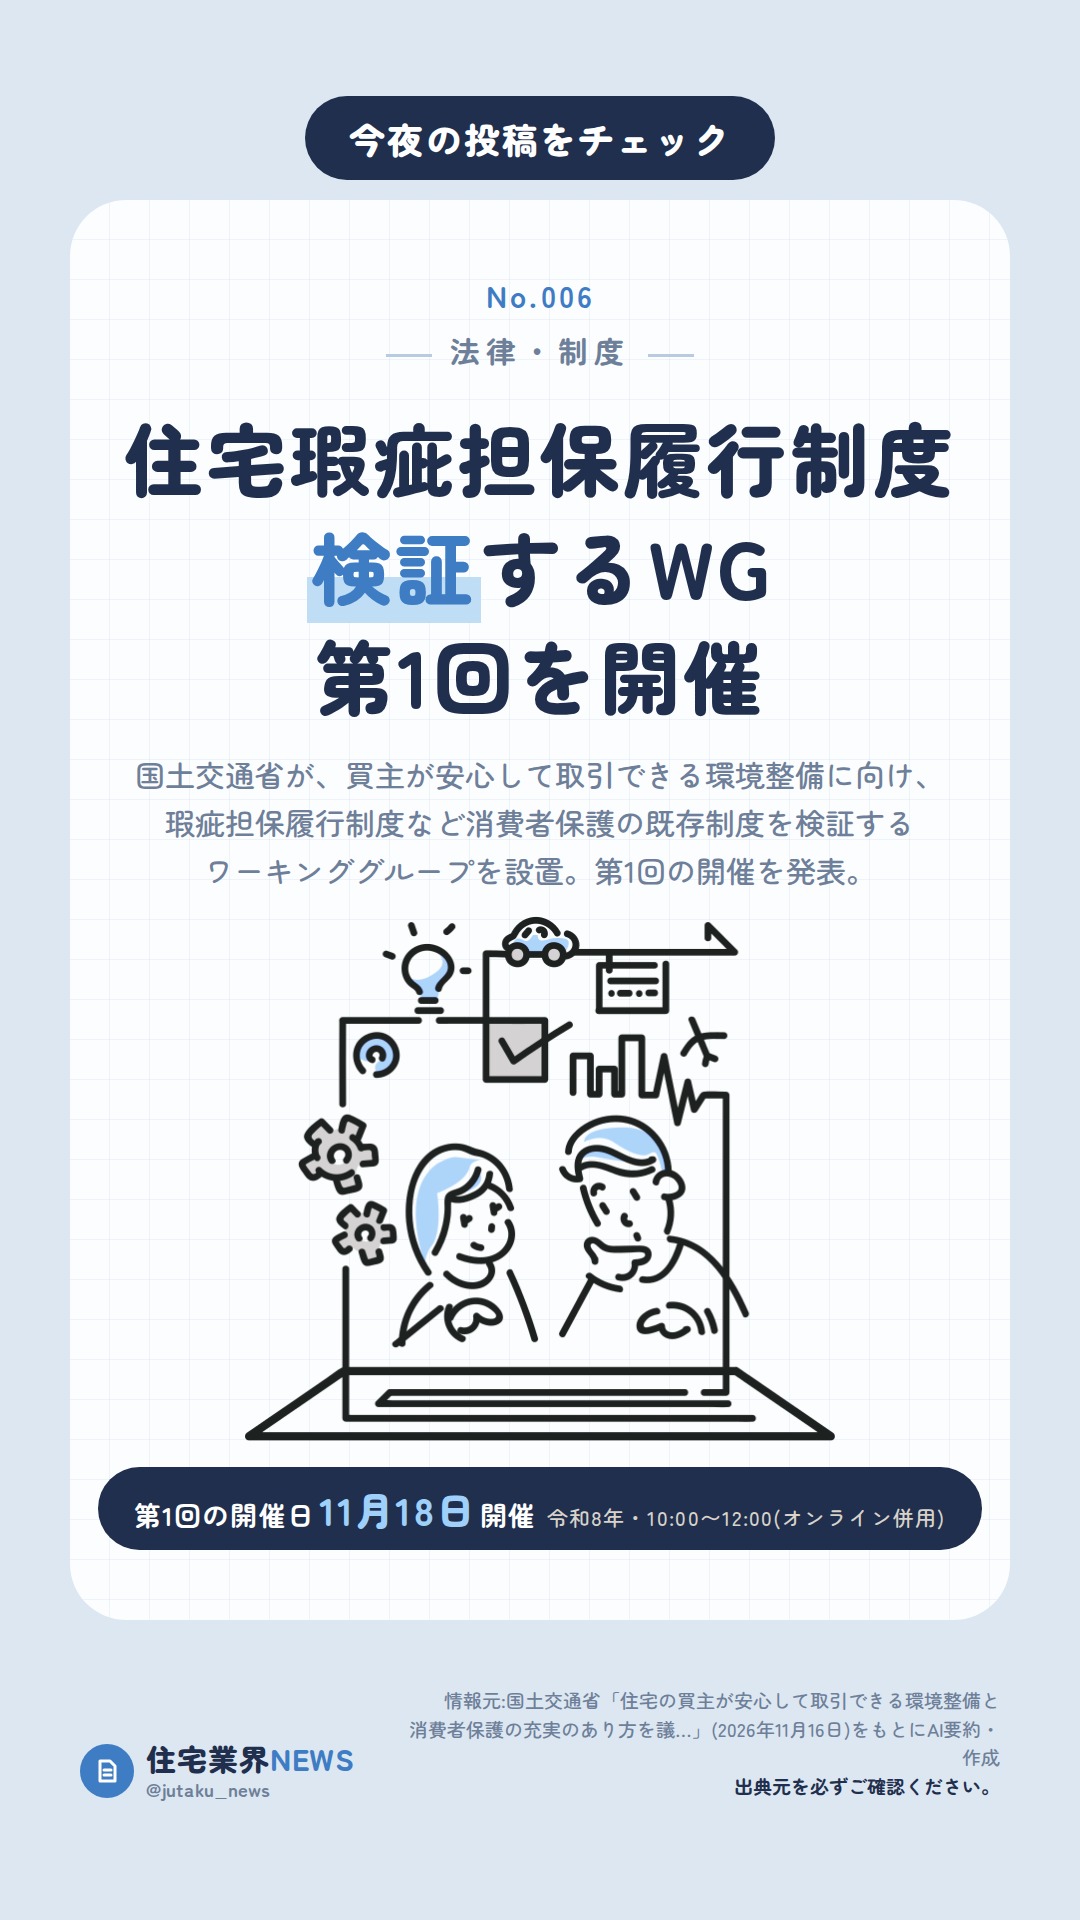 今夜の投稿をチェック
No.006
法律・制度
住宅瑕疵担保履行制度
検証するWG
第1回を開催
国土交通省が、買主が安心して取引できる環境整備に向け、
瑕疵担保履行制度など消費者保護の既存制度を検証する
ワーキンググループを設置。第1回の開催を発表。
第1回の開催日 11月18日 開催 令和8年・10:00〜12:00(オンライン併用)
情報元:国土交通省「住宅の買主が安心して取引できる環境整備と
消費者保護の充実のあり方を議...」(2026年11月16日)をもとにAI要約・
作成
出典元を必ずご確認ください。
住宅業界NEWS
@jutaku_news